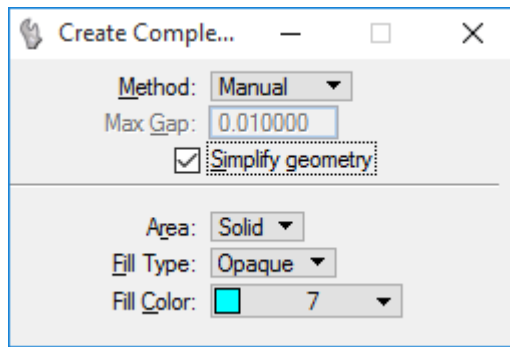 Create Comple...
Method: Manual
Max Gap: 0.010000
Simplify geometry
Area: Solid
Fill Type: Opaque
Fill Color: 7